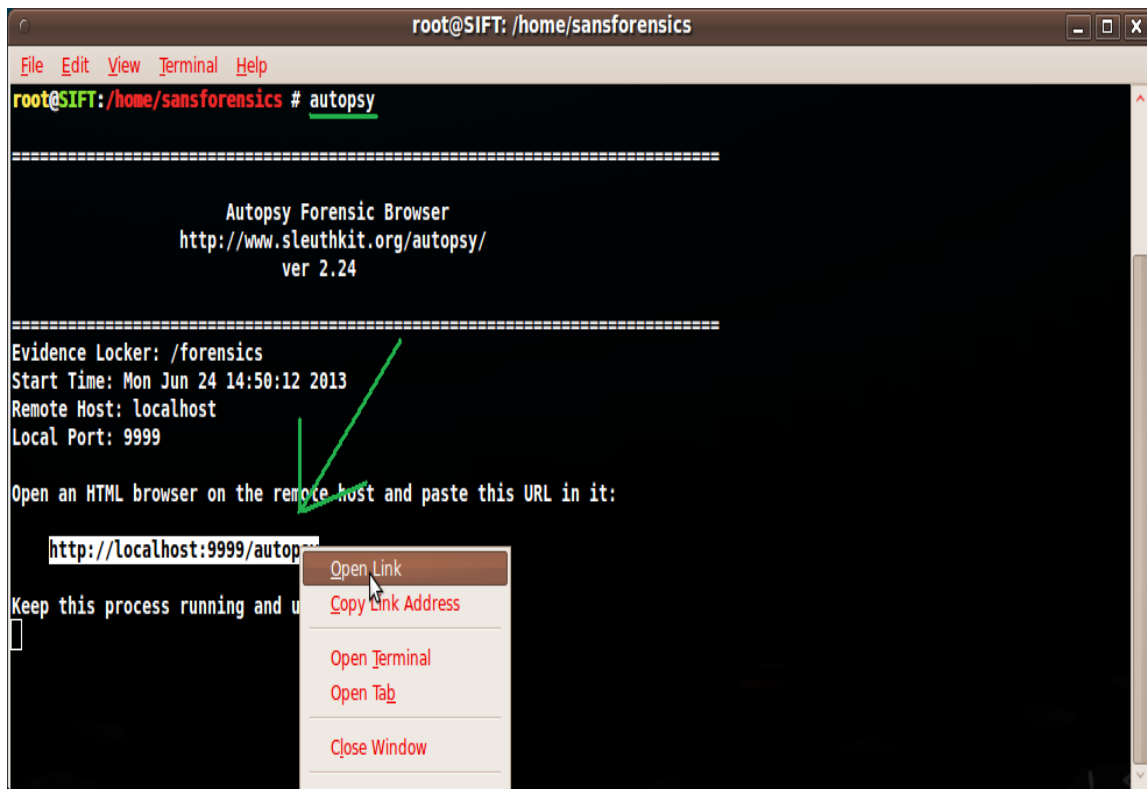 root@SIFT: /home/sansforensics
File Edit View Terminal Help
root@SIFT:/home/sansforensics # autopsy
============================================================================
Autopsy Forensic Browser
http://www.sleuthkit.org/autopsy/
ver 2.24
============================================================================
Evidence Locker: /forensics
Start Time: Mon Jun 24 14:50:12 2013
Remote Host: localhost
Local Port: 9999
Open an HTML browser on the remote host and paste this URL in it:
http://localhost:9999/autopsy
Open Link
Copy Link Address
Keep this process running and u
Open Terminal
Open Tab
Close Window